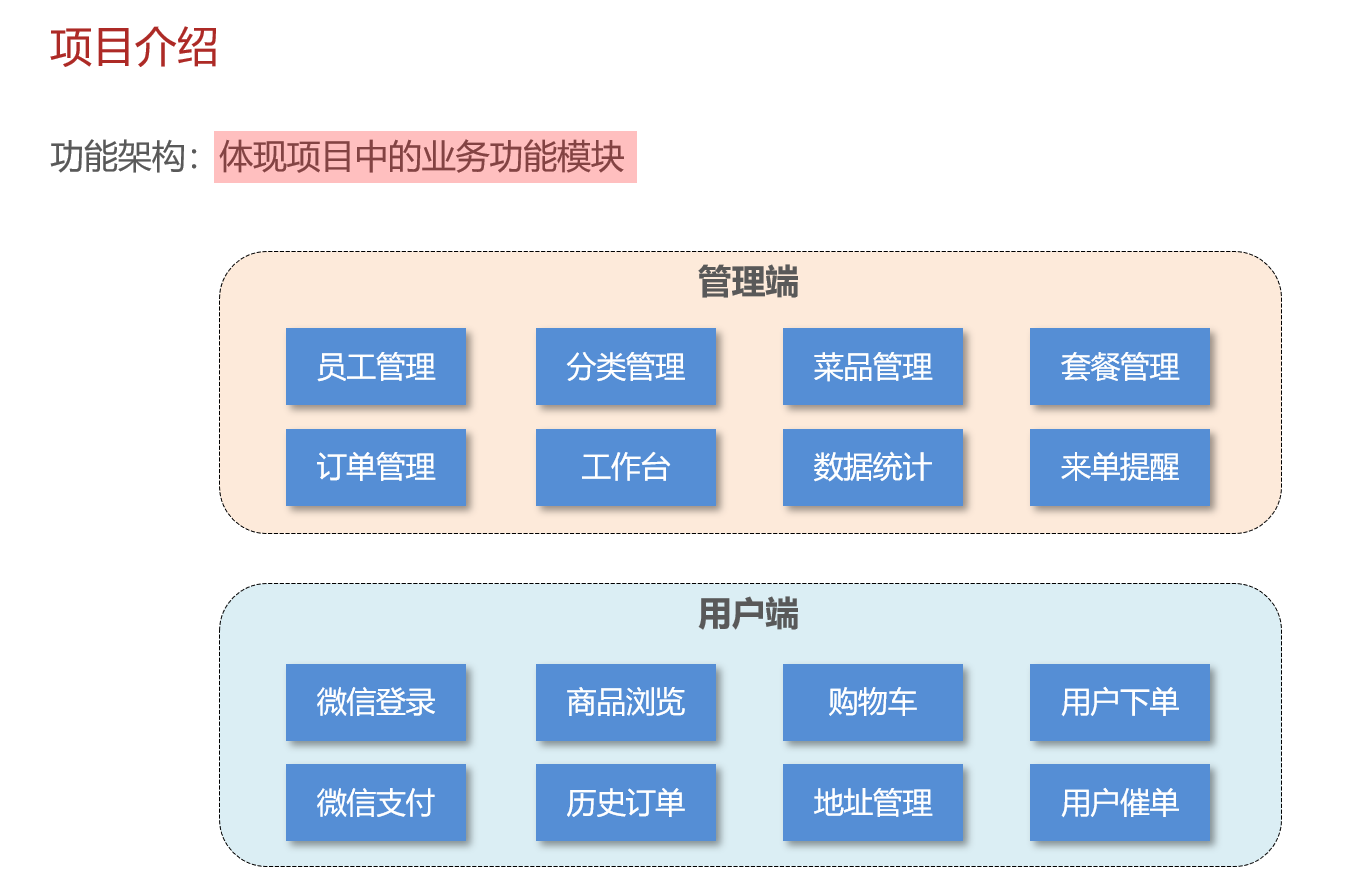 项目介绍
功能架构：体现项目中的业务功能模块
管理端
员工管理 分类管理 菜品管理 套餐管理
订单管理 工作台 数据统计 来单提醒
用户端
微信登录 商品浏览 购物车 用户下单
微信支付 历史订单 地址管理 用户催单